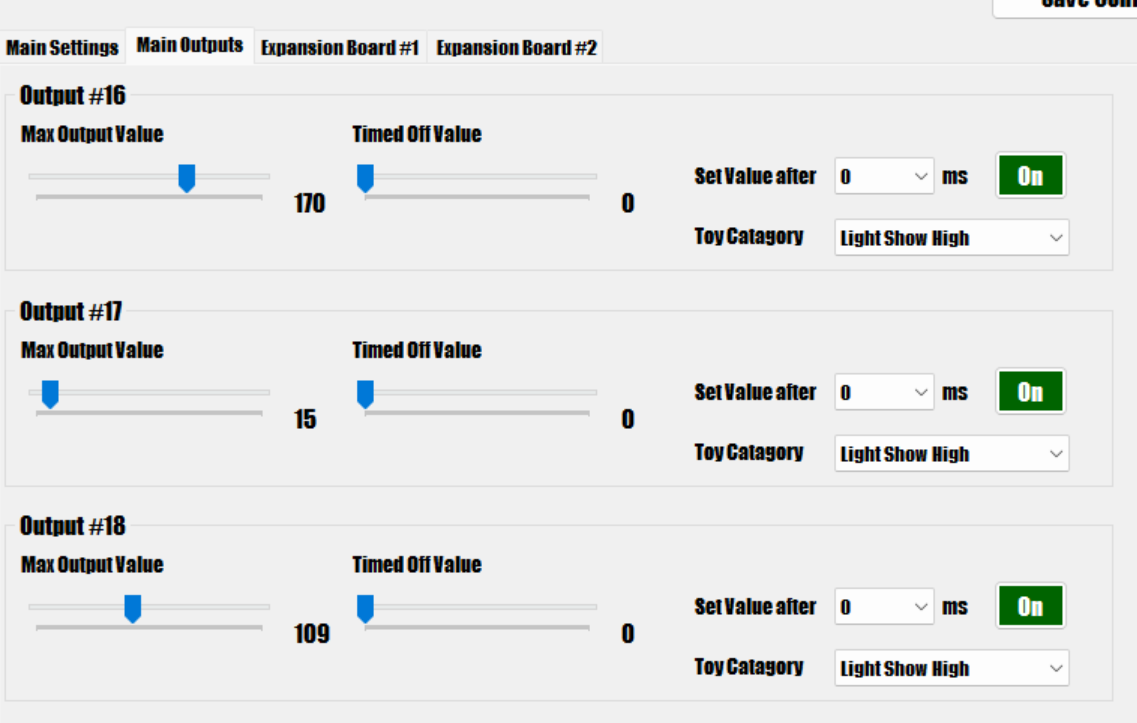 Main Settings Main Outputs Expansion Board #1 Expansion Board #2
Output #16
Max Output Value Timed Off Value
Set Value after 0 ms On
170 0
Toy Catagory Light Show High
Output #17
Max Output Value Timed Off Value
Set Value after 0 ms On
15 0
Toy Catagory Light Show High
Output #18
Max Output Value Timed Off Value
Set Value after 0 ms On
109 0
Toy Catagory Light Show High